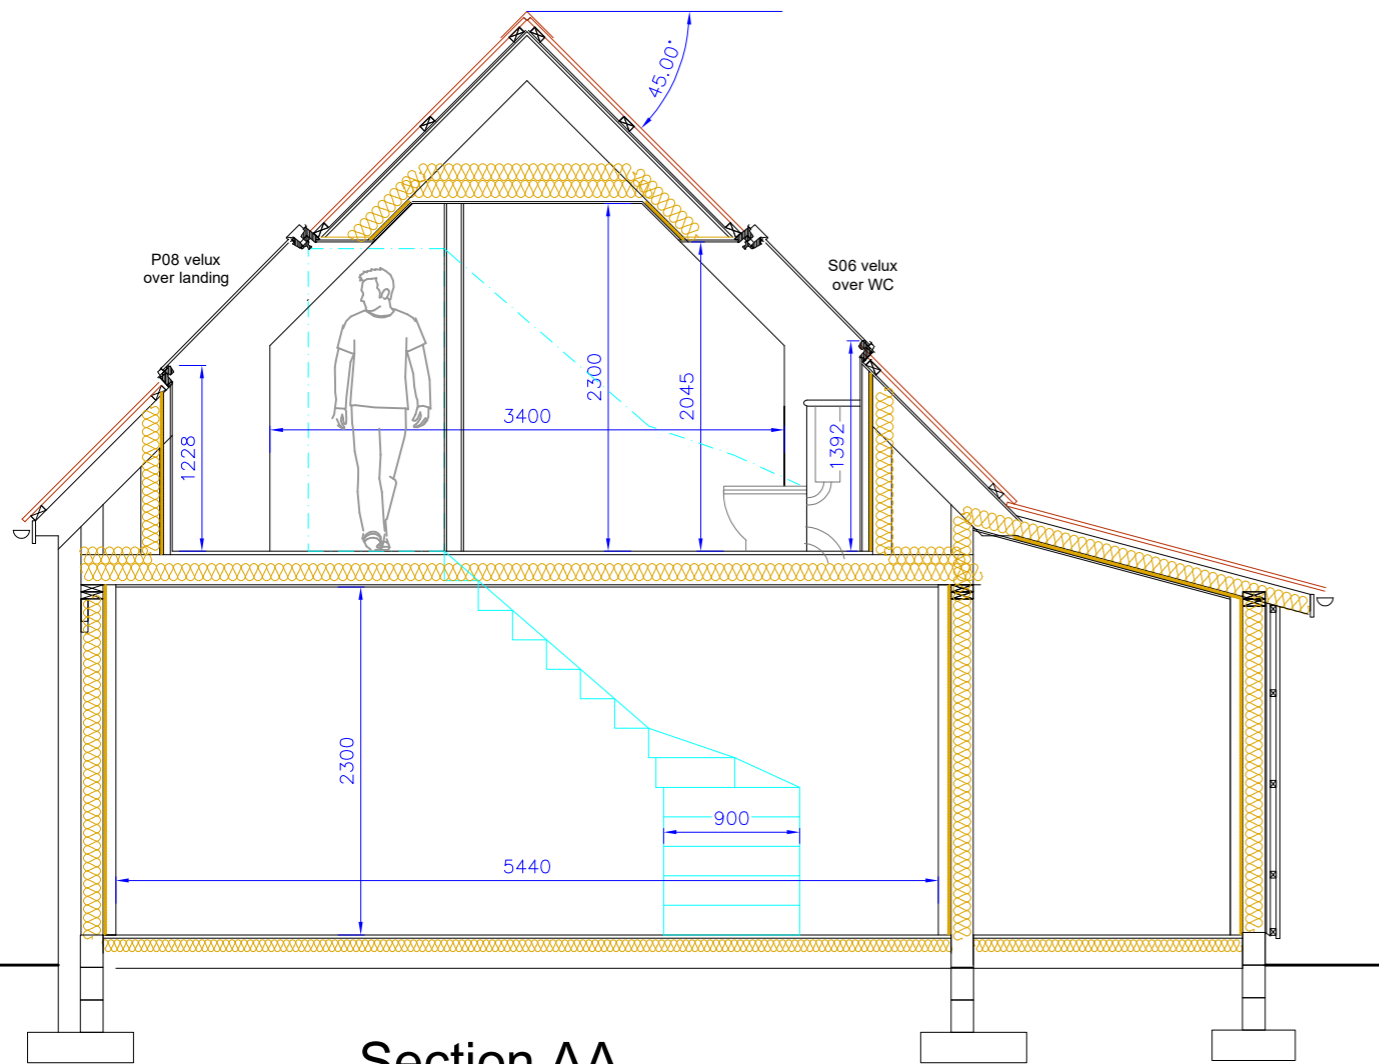 45.00°
P08 velux
over landing
S06 velux
over WC
2300
2045
3400
1228
1392
2300
900
5440
Section AA